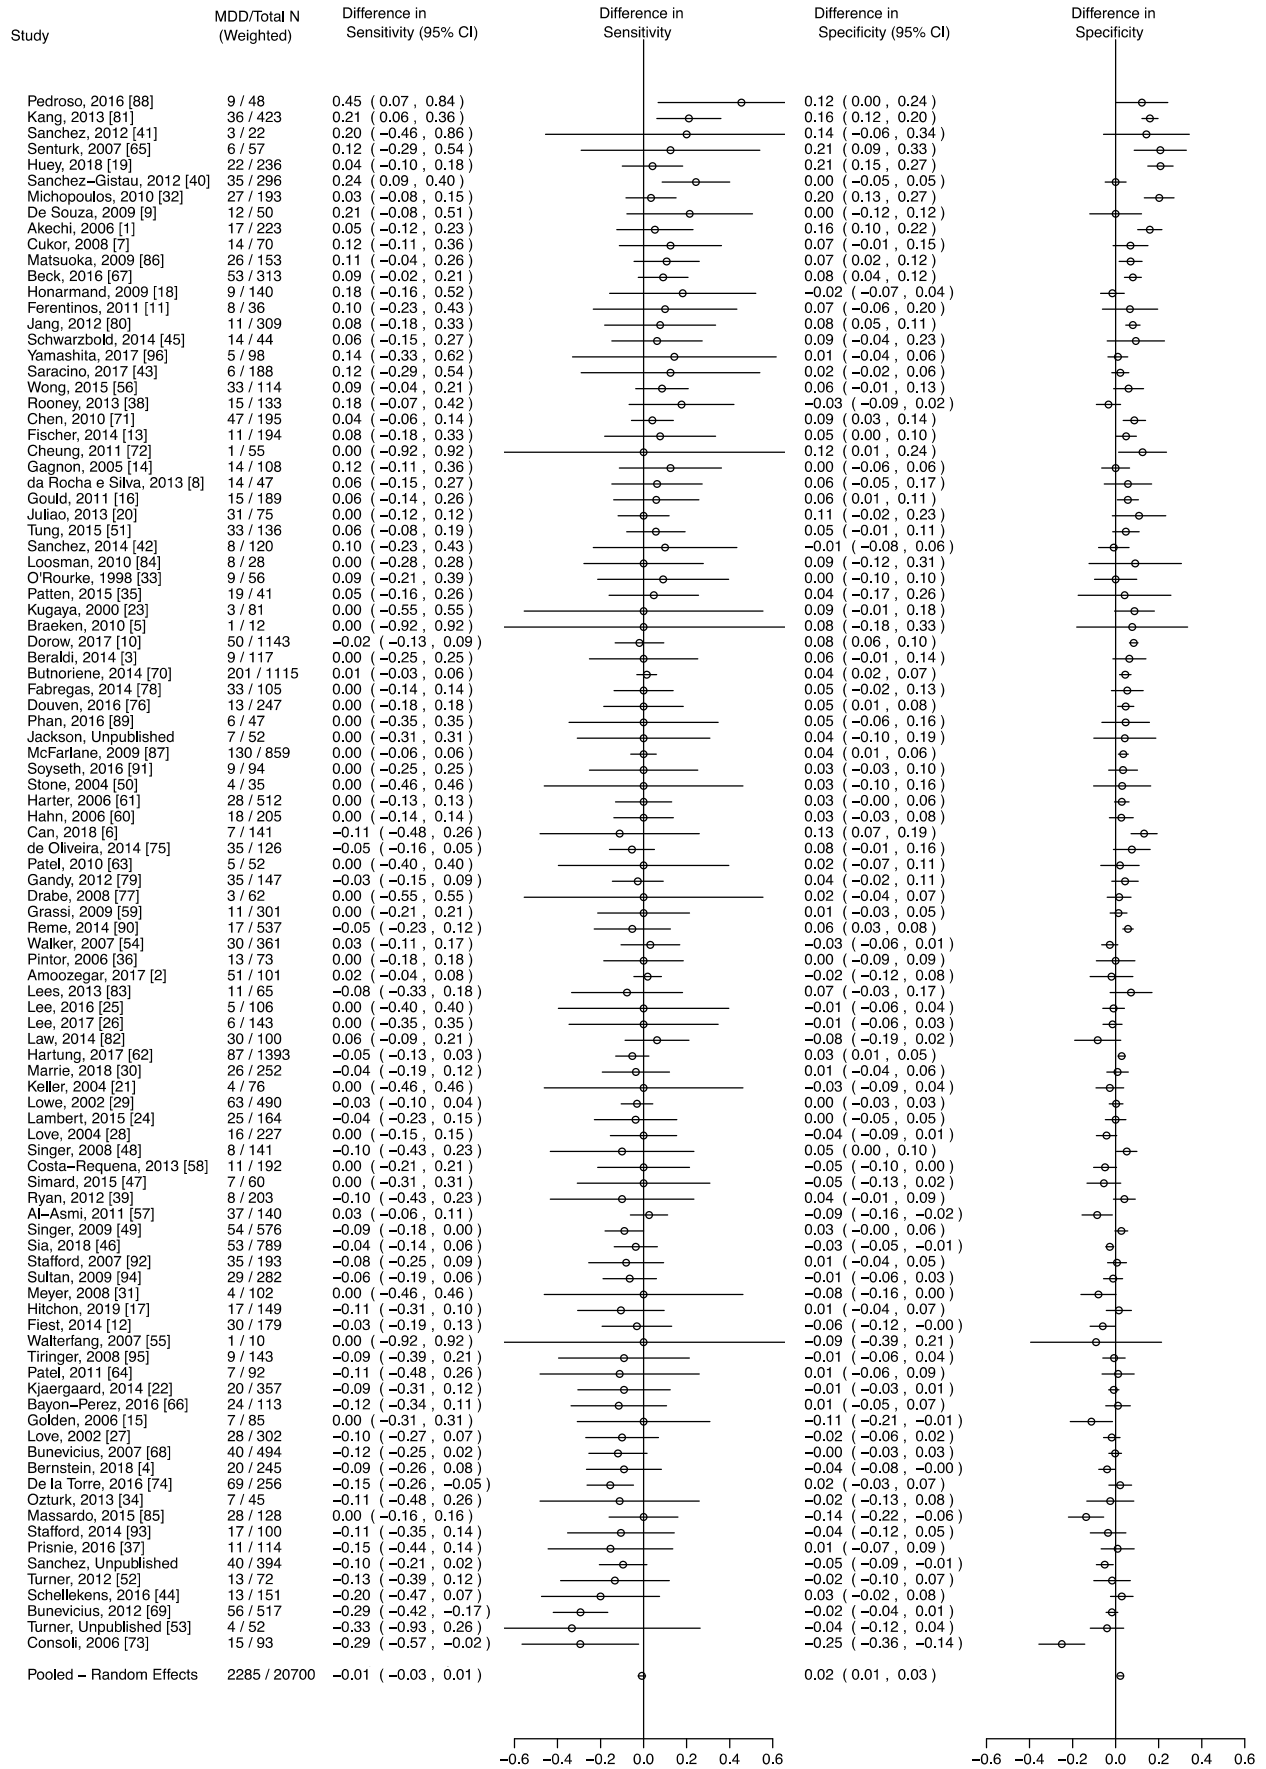 MDD/Total N Difference in Difference in Difference in Difference in
Study (Weighted) Sensitivity (95% CI) Sensitivity Specificity (95% CI) Specificity
Pedroso, 2016 [88] 9 / 48 0.45 ( 0.07 , 0.84 ) 0.12 ( 0.00 , 0.24 )
Kang, 2013 [81] 36 / 423 0.21 ( 0.06 , 0.36 ) 0.16 ( 0.12 , 0.20 )
Sanchez, 2012 [41] 3 / 22 0.20 ( −0.46 , 0.86 ) 0.14 ( −0.06 , 0.34 )
Senturk, 2007 [65] 6 / 57 0.12 ( −0.29 , 0.54 ) 0.21 ( 0.09 , 0.33 )
Huey, 2018 [19] 22 / 236 0.04 ( −0.10 , 0.18 ) 0.21 ( 0.15 , 0.27 )
Sanchez−Gistau, 2012 [40] 35 / 296 0.24 ( 0.09 , 0.40 ) 0.00 ( −0.05 , 0.05 )
Michopoulos, 2010 [32] 27 / 193 0.03 ( −0.08 , 0.15 ) 0.20 ( 0.13 , 0.27 )
De Souza, 2009 [9] 12 / 50 0.21 ( −0.08 , 0.51 ) 0.00 ( −0.12 , 0.12 )
Akechi, 2006 [1] 17 / 223 0.05 ( −0.12 , 0.23 ) 0.16 ( 0.10 , 0.22 )
Cukor, 2008 [7] 14 / 70 0.12 ( −0.11 , 0.36 ) 0.07 ( −0.01 , 0.15 )
Matsuoka, 2009 [86] 26 / 153 0.11 ( −0.04 , 0.26 ) 0.07 ( 0.02 , 0.12 )
Beck, 2016 [67] 53 / 313 0.09 ( −0.02 , 0.21 ) 0.08 ( 0.04 , 0.12 )
Honarmand, 2009 [18] 9 / 140 0.18 ( −0.16 , 0.52 ) −0.02 ( −0.07 , 0.04 )
Ferentinos, 2011 [11] 8 / 36 0.10 ( −0.23 , 0.43 ) 0.07 ( −0.06 , 0.20 )
Jang, 2012 [80] 11 / 309 0.08 ( −0.18 , 0.33 ) 0.08 ( 0.05 , 0.11 )
Schwarzbold, 2014 [45] 14 / 44 0.06 ( −0.15 , 0.27 ) 0.09 ( −0.04 , 0.23 )
Yamashita, 2017 [96] 5 / 98 0.14 ( −0.33 , 0.62 ) 0.01 ( −0.04 , 0.06 )
Saracino, 2017 [43] 6 / 188 0.12 ( −0.29 , 0.54 ) 0.02 ( −0.02 , 0.06 )
Wong, 2015 [56] 33 / 114 0.09 ( −0.04 , 0.21 ) 0.06 ( −0.01 , 0.13 )
Rooney, 2013 [38] 15 / 133 0.18 ( −0.07 , 0.42 ) −0.03 ( −0.09 , 0.02 )
Chen, 2010 [71] 47 / 195 0.04 ( −0.06 , 0.14 ) 0.09 ( 0.03 , 0.14 )
Fischer, 2014 [13] 11 / 194 0.08 ( −0.18 , 0.33 ) 0.05 ( 0.00 , 0.10 )
Cheung, 2011 [72] 1 / 55 0.00 ( −0.92 , 0.92 ) 0.12 ( 0.01 , 0.24 )
Gagnon, 2005 [14] 14 / 108 0.12 ( −0.11 , 0.36 ) 0.00 ( −0.06 , 0.06 )
da Rocha e Silva, 2013 [8] 14 / 47 0.06 ( −0.15 , 0.27 ) 0.06 ( −0.05 , 0.17 )
Gould, 2011 [16] 15 / 189 0.06 ( −0.14 , 0.26 ) 0.06 ( 0.01 , 0.11 )
Juliao, 2013 [20] 31 / 75 0.00 ( −0.12 , 0.12 ) 0.11 ( −0.02 , 0.23 )
Tung, 2015 [51] 33 / 136 0.06 ( −0.08 , 0.19 ) 0.05 ( −0.01 , 0.11 )
Sanchez, 2014 [42] 8 / 120 0.10 ( −0.23 , 0.43 ) −0.01 ( −0.08 , 0.06 )
Loosman, 2010 [84] 8 / 28 0.00 ( −0.28 , 0.28 ) 0.09 ( −0.12 , 0.31 )
O'Rourke, 1998 [33] 9 / 56 0.09 ( −0.21 , 0.39 ) 0.00 ( −0.10 , 0.10 )
Patten, 2015 [35] 19 / 41 0.05 ( −0.16 , 0.26 ) 0.04 ( −0.17 , 0.26 )
Kugaya, 2000 [23] 3 / 81 0.00 ( −0.55 , 0.55 ) 0.09 ( −0.01 , 0.18 )
Braeken, 2010 [5] 1 / 12 0.00 ( −0.92 , 0.92 ) 0.08 ( −0.18 , 0.33 )
Dorow, 2017 [10] 50 / 1143 −0.02 ( −0.13 , 0.09 ) 0.08 ( 0.06 , 0.10 )
Beraldi, 2014 [3] 9 / 117 0.00 ( −0.25 , 0.25 ) 0.06 ( −0.01 , 0.14 )
Butnoriene, 2014 [70] 201 / 1115 0.01 ( −0.03 , 0.06 ) 0.04 ( 0.02 , 0.07 )
Fabregas, 2014 [78] 33 / 105 0.00 ( −0.14 , 0.14 ) 0.05 ( −0.02 , 0.13 )
Douven, 2016 [76] 13 / 247 0.00 ( −0.18 , 0.18 ) 0.05 ( 0.01 , 0.08 )
Phan, 2016 [89] 6 / 47 0.00 ( −0.35 , 0.35 ) 0.05 ( −0.06 , 0.16 )
Jackson, Unpublished 7 / 52 0.00 ( −0.31 , 0.31 ) 0.04 ( −0.10 , 0.19 )
McFarlane, 2009 [87] 130 / 859 0.00 ( −0.06 , 0.06 ) 0.04 ( 0.01 , 0.06 )
Soyseth, 2016 [91] 9 / 94 0.00 ( −0.25 , 0.25 ) 0.03 ( −0.03 , 0.10 )
Stone, 2004 [50] 4 / 35 0.00 ( −0.46 , 0.46 ) 0.03 ( −0.10 , 0.16 )
Harter, 2006 [61] 28 / 512 0.00 ( −0.13 , 0.13 ) 0.03 ( −0.00 , 0.06 )
Hahn, 2006 [60] 18 / 205 0.00 ( −0.14 , 0.14 ) 0.03 ( −0.03 , 0.08 )
Can, 2018 [6] 7 / 141 −0.11 ( −0.48 , 0.26 ) 0.13 ( 0.07 , 0.19 )
de Oliveira, 2014 [75] 35 / 126 −0.05 ( −0.16 , 0.05 ) 0.08 ( −0.01 , 0.16 )
Patel, 2010 [63] 5 / 52 0.00 ( −0.40 , 0.40 ) 0.02 ( −0.07 , 0.11 )
Gandy, 2012 [79] 35 / 147 −0.03 ( −0.15 , 0.09 ) 0.04 ( −0.02 , 0.11 )
Drabe, 2008 [77] 3 / 62 0.00 ( −0.55 , 0.55 ) 0.02 ( −0.04 , 0.07 )
Grassi, 2009 [59] 11 / 301 0.00 ( −0.21 , 0.21 ) 0.01 ( −0.03 , 0.05 )
Reme, 2014 [90] 17 / 537 −0.05 ( −0.23 , 0.12 ) 0.06 ( 0.03 , 0.08 )
Walker, 2007 [54] 30 / 361 0.03 ( −0.11 , 0.17 ) −0.03 ( −0.06 , 0.01 )
Pintor, 2006 [36] 13 / 73 0.00 ( −0.18 , 0.18 ) 0.00 ( −0.09 , 0.09 )
Amoozegar, 2017 [2] 51 / 101 0.02 ( −0.04 , 0.08 ) −0.02 ( −0.12 , 0.08 )
Lees, 2013 [83] 11 / 65 −0.08 ( −0.33 , 0.18 ) 0.07 ( −0.03 , 0.17 )
Lee, 2016 [25] 5 / 106 0.00 ( −0.40 , 0.40 ) −0.01 ( −0.06 , 0.04 )
Lee, 2017 [26] 6 / 143 0.00 ( −0.35 , 0.35 ) −0.01 ( −0.06 , 0.03 )
Law, 2014 [82] 30 / 100 0.06 ( −0.09 , 0.21 ) −0.08 ( −0.19 , 0.02 )
Hartung, 2017 [62] 87 / 1393 −0.05 ( −0.13 , 0.03 ) 0.03 ( 0.01 , 0.05 )
Marrie, 2018 [30] 26 / 252 −0.04 ( −0.19 , 0.12 ) 0.01 ( −0.04 , 0.06 )
Keller, 2004 [21] 4 / 76 0.00 ( −0.46 , 0.46 ) −0.03 ( −0.09 , 0.04 )
Lowe, 2002 [29] 63 / 490 −0.03 ( −0.10 , 0.04 ) 0.00 ( −0.03 , 0.03 )
Lambert, 2015 [24] 25 / 164 −0.04 ( −0.23 , 0.15 ) 0.00 ( −0.05 , 0.05 )
Love, 2004 [28] 16 / 227 0.00 ( −0.15 , 0.15 ) −0.04 ( −0.09 , 0.01 )
Singer, 2008 [48] 8 / 141 −0.10 ( −0.43 , 0.23 ) 0.05 ( 0.00 , 0.10 )
Costa−Requena, 2013 [58] 11 / 192 0.00 ( −0.21 , 0.21 ) −0.05 ( −0.10 , 0.00 )
Simard, 2015 [47] 7 / 60 0.00 ( −0.31 , 0.31 ) −0.05 ( −0.13 , 0.02 )
Ryan, 2012 [39] 8 / 203 −0.10 ( −0.43 , 0.23 ) 0.04 ( −0.01 , 0.09 )
Al−Asmi, 2011 [57] 37 / 140 0.03 ( −0.06 , 0.11 ) −0.09 ( −0.16 , −0.02 )
Singer, 2009 [49] 54 / 576 −0.09 ( −0.18 , 0.00 ) 0.03 ( −0.00 , 0.06 )
Sia, 2018 [46] 53 / 789 −0.04 ( −0.14 , 0.06 ) −0.03 ( −0.05 , −0.01 )
Stafford, 2007 [92] 35 / 193 −0.08 ( −0.25 , 0.09 ) 0.01 ( −0.04 , 0.05 )
Sultan, 2009 [94] 29 / 282 −0.06 ( −0.19 , 0.06 ) −0.01 ( −0.06 , 0.03 )
Meyer, 2008 [31] 4 / 102 0.00 ( −0.46 , 0.46 ) −0.08 ( −0.16 , 0.00 )
Hitchon, 2019 [17] 17 / 149 −0.11 ( −0.31 , 0.10 ) 0.01 ( −0.04 , 0.07 )
Fiest, 2014 [12] 30 / 179 −0.03 ( −0.19 , 0.13 ) −0.06 ( −0.12 , −0.00 )
Walterfang, 2007 [55] 1 / 10 0.00 ( −0.92 , 0.92 ) −0.09 ( −0.39 , 0.21 )
Tiringer, 2008 [95] 9 / 143 −0.09 ( −0.39 , 0.21 ) −0.01 ( −0.06 , 0.04 )
Patel, 2011 [64] 7 / 92 −0.11 ( −0.48 , 0.26 ) 0.01 ( −0.06 , 0.09 )
Kjaergaard, 2014 [22] 20 / 357 −0.09 ( −0.31 , 0.12 ) −0.01 ( −0.03 , 0.01 )
Bayon−Perez, 2016 [66] 24 / 113 −0.12 ( −0.34 , 0.11 ) 0.01 ( −0.05 , 0.07 )
Golden, 2006 [15] 7 / 85 0.00 ( −0.31 , 0.31 ) −0.11 ( −0.21 , −0.01 )
Love, 2002 [27] 28 / 302 −0.10 ( −0.27 , 0.07 ) −0.02 ( −0.06 , 0.02 )
Bunevicius, 2007 [68] 40 / 494 −0.12 ( −0.25 , 0.02 ) −0.00 ( −0.03 , 0.03 )
Bernstein, 2018 [4] 20 / 245 −0.09 ( −0.26 , 0.08 ) −0.04 ( −0.08 , −0.00 )
De la Torre, 2016 [74] 69 / 256 −0.15 ( −0.26 , −0.05 ) 0.02 ( −0.03 , 0.07 )
Ozturk, 2013 [34] 7 / 45 −0.11 ( −0.48 , 0.26 ) −0.02 ( −0.13 , 0.08 )
Massardo, 2015 [85] 28 / 128 0.00 ( −0.16 , 0.16 ) −0.14 ( −0.22 , −0.06 )
Stafford, 2014 [93] 17 / 100 −0.11 ( −0.35 , 0.14 ) −0.04 ( −0.12 , 0.05 )
Prisnie, 2016 [37] 11 / 114 −0.15 ( −0.44 , 0.14 ) 0.01 ( −0.07 , 0.09 )
Sanchez, Unpublished 40 / 394 −0.10 ( −0.21 , 0.02 ) −0.05 ( −0.09 , −0.01 )
Turner, 2012 [52] 13 / 72 −0.13 ( −0.39 , 0.12 ) −0.02 ( −0.10 , 0.07 )
Schellekens, 2016 [44] 13 / 151 −0.20 ( −0.47 , 0.07 ) 0.03 ( −0.02 , 0.08 )
Bunevicius, 2012 [69] 56 / 517 −0.29 ( −0.42 , −0.17 ) −0.02 ( −0.04 , 0.01 )
Turner, Unpublished [53] 4 / 52 −0.33 ( −0.93 , 0.26 ) −0.04 ( −0.12 , 0.04 )
Consoli, 2006 [73] 15 / 93 −0.29 ( −0.57 , −0.02 ) −0.25 ( −0.36 , −0.14 )
Pooled − Random Effects 2285 / 20700 −0.01 ( −0.03 , 0.01 ) 0.02 ( 0.01 , 0.03 )
−0.6 −0.4 −0.2 0.0 0.2 0.4 0.6 −0.6 −0.4 −0.2 0.0 0.2 0.4 0.6